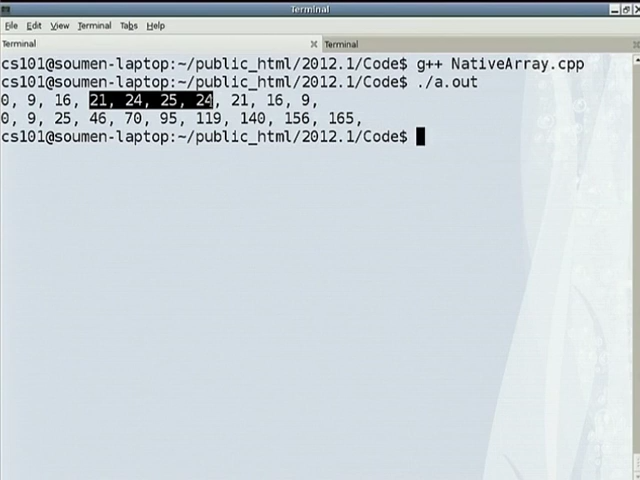 Terminal
File Edit View Terminal Tabs Help
Terminal Terminal
cs101@soumen-laptop:~/public_html/2012.1/Code$ g++ NativeArray.cpp
cs101@soumen-laptop:~/public_html/2012.1/Code$ ./a.out
0, 9, 16, 21, 24, 25, 24, 21, 16, 9,
0, 9, 25, 46, 70, 95, 119, 140, 156, 165,
cs101@soumen-laptop:~/public_html/2012.1/Code$